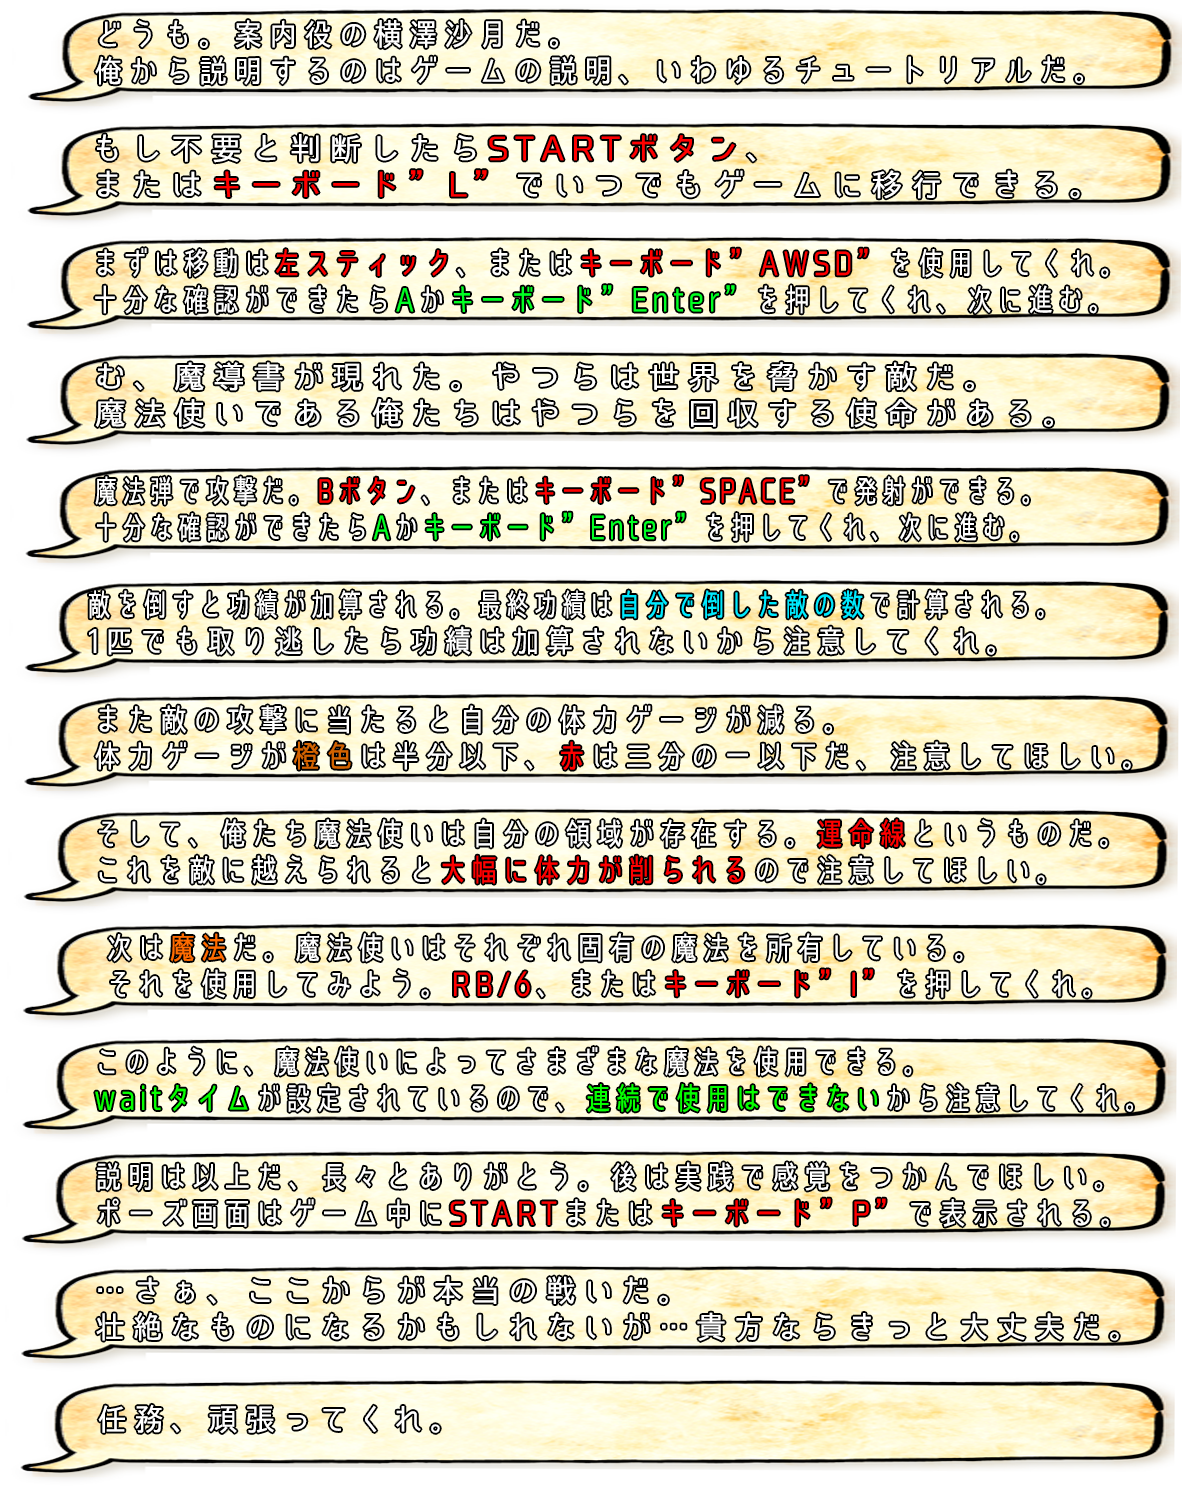 どうも。案内役の横澤沙月だ。
俺から説明するのはゲームの説明、いわゆるチュートリアルだ。
もし不要と判断したらSTARTボタン、
またはキーボード”L”でいつでもゲームに移行できる。
まずは移動は左スティック、またはキーボード”AWSD”を使用してくれ。
十分な確認ができたらAかキーボード”Enter”を押してくれ、次に進む。
む、魔導書が現れた。やつらは世界を脅かす敵だ。
魔法使いである俺たちはやつらを回収する使命がある。
魔法弾で攻撃だ。Bボタン、またはキーボード”SPACE”で発射ができる。
十分な確認ができたらAかキーボード”Enter”を押してくれ、次に進む。
敵を倒すと功績が加算される。最終功績は自分で倒した敵の数で計算される。
1匹でも取り逃したら功績は加算されないから注意してくれ。
また敵の攻撃に当たると自分の体力ゲージが減る。
体力ゲージが橙色は半分以下、赤は三分の一以下だ、注意してほしい。
そして、俺たち魔法使いは自分の領域が存在する。運命線というものだ。
これを敵に越えられると大幅に体力が削られるので注意してほしい。
次は魔法だ。魔法使いはそれぞれ固有の魔法を所有している。
それを使用してみよう。RB/6、またはキーボード”I”を押してくれ。
このように、魔法使いによってさまざまな魔法を使用できる。
waitタイムが設定されているので、連続で使用はできないから注意してくれ。
説明は以上だ、長々とありがとう。後は実践で感覚をつかんでほしい。
ポーズ画面はゲーム中にSTARTまたはキーボード”P”で表示される。
…さぁ、ここからが本当の戦いだ。
壮絶なものになるかもしれないが…貴方ならきっと大丈夫だ。
任務、頑張ってくれ。